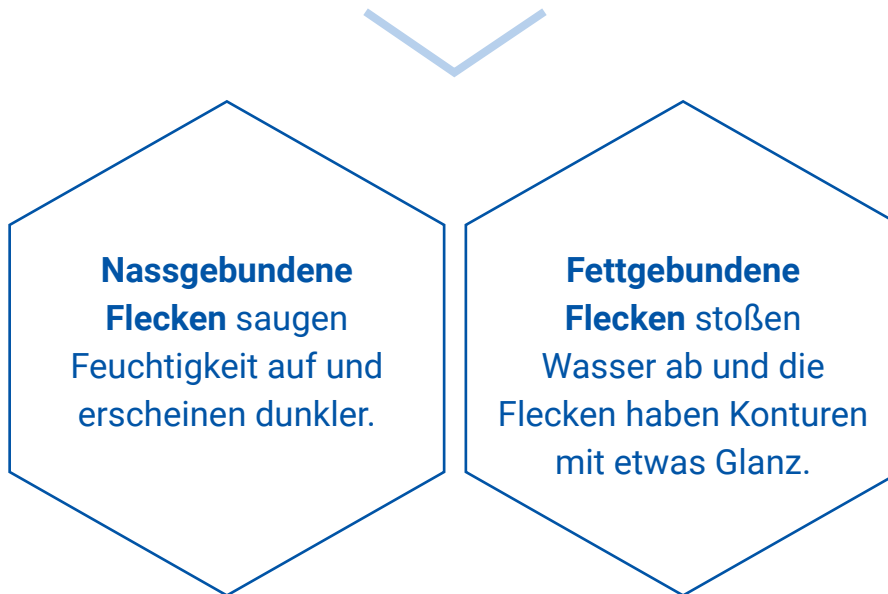 Nassgebundene
Flecken saugen
Feuchtigkeit auf und
erscheinen dunkler.
Fettgebundene
Flecken stoßen
Wasser ab und die
Flecken haben Konturen
mit etwas Glanz.